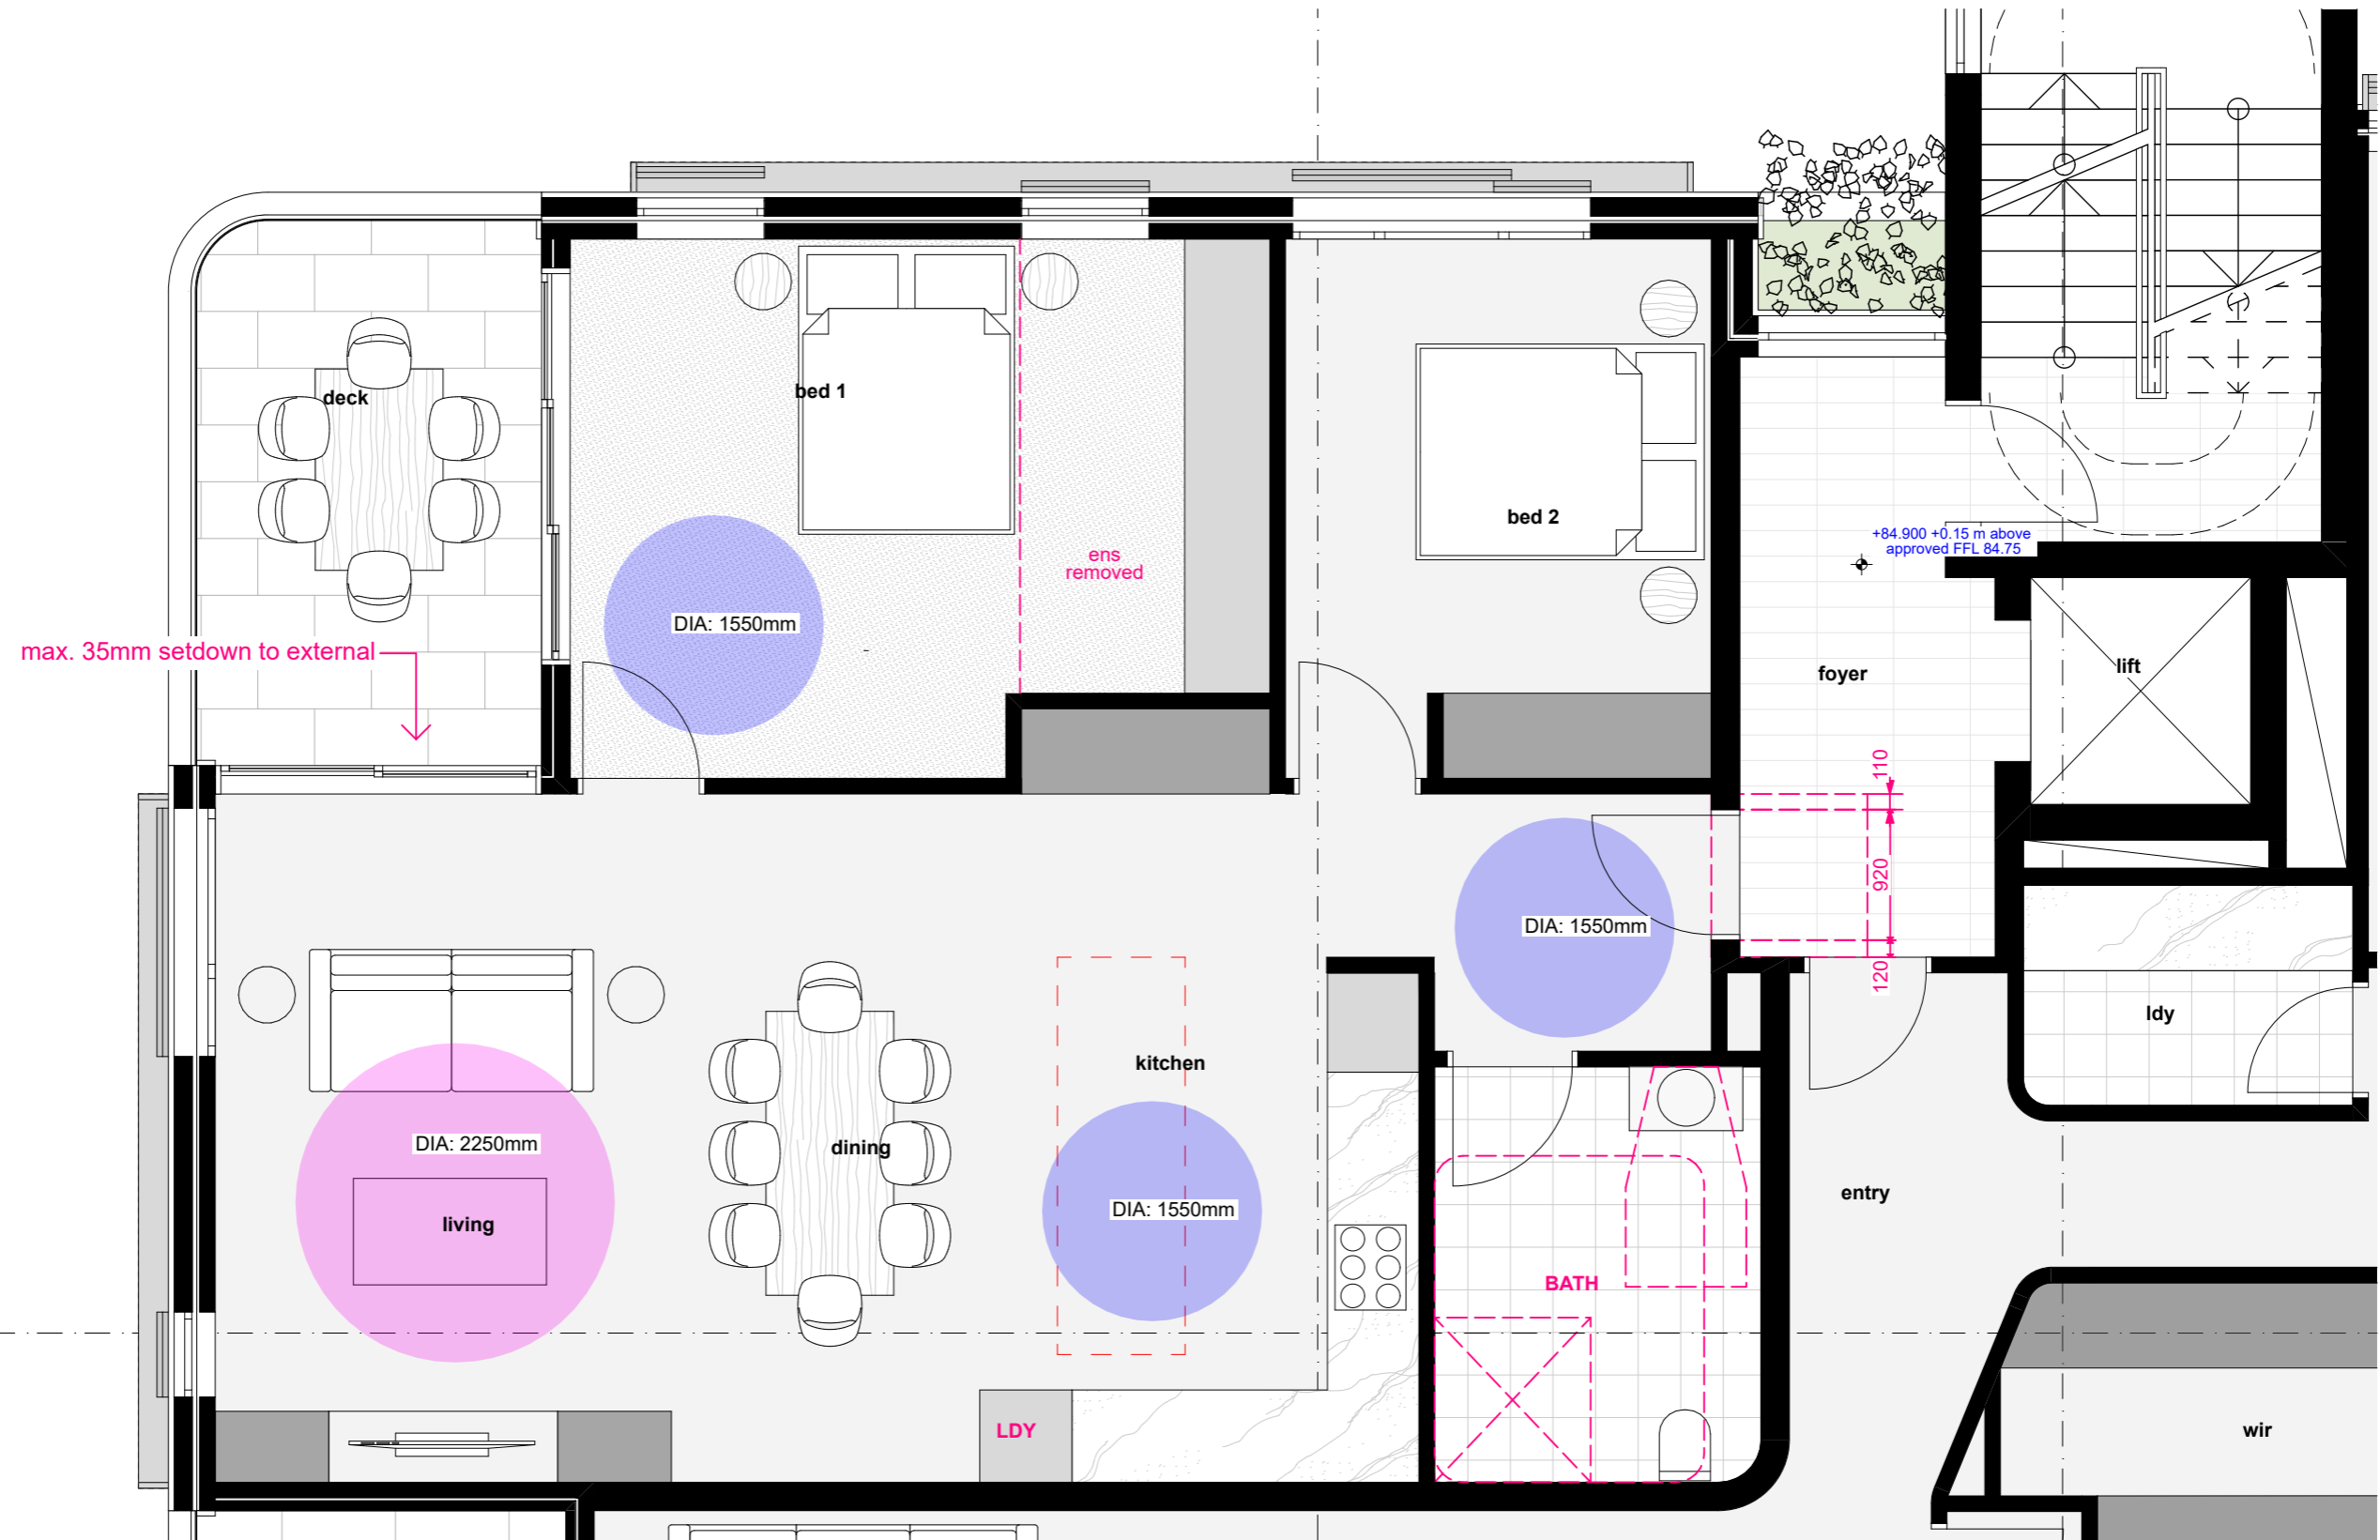 deck
bed 1
bed 2
+84.900 +0.15 m above
approved FFL 84.75
ens
removed
DIA: 1550mm
max. 35mm setdown to external
foyer
lift
110
920
120
DIA: 1550mm
ldy
kitchen
DIA: 2250mm
dining
living
DIA: 1550mm
entry
BATH
LDY
wir